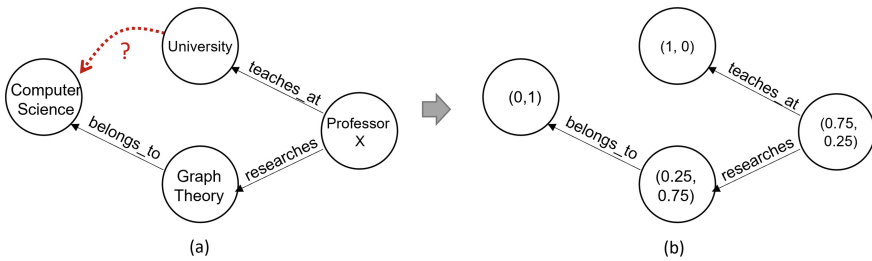 ?
University
Computer
Science
teaches_at
Professor
X
belongs_to
researches
Graph
Theory
(a)
(1, 0)
(0,1)
teaches_at
(0.75,
0.25)
belongs_to
researches
(0.25,
0.75)
(b)